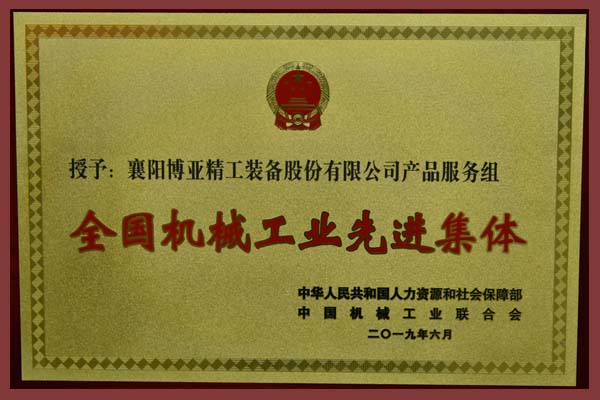 授予：襄阳博亚精工装备股份有限公司产品服务组
全国机械工业先进集体
中华人民共和国人力资源和社会保障部
中国机械工业联合会
二〇一九年六月